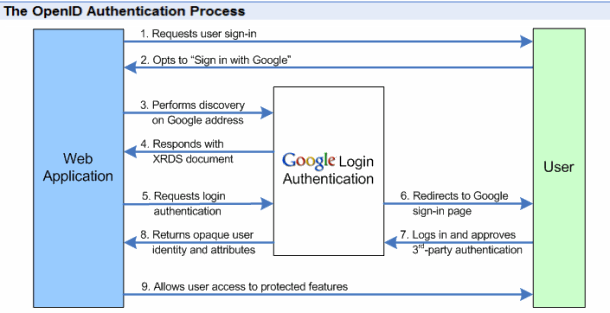 The OpenID Authentication Process
1. Requests user sign-in
2. Opts to “Sign in with Google”
3. Performs discovery
on Google address
4. Responds with
XRDS document
Web
Application
Google Login
Authentication
User
5. Requests login
authentication
6. Redirects to Google
sign-in page
7. Logs in and approves
3rd-party authentication
8. Returns opaque user
identity and attributes
9. Allows user access to protected features